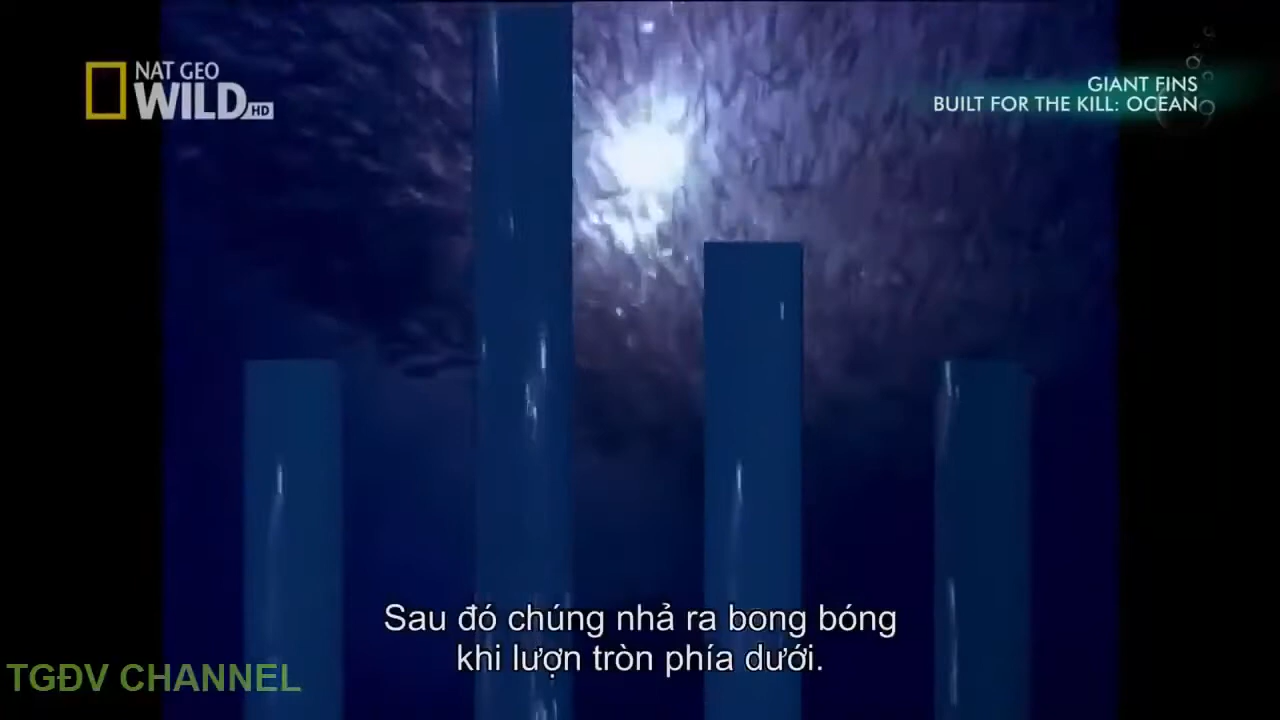 NAT GEO
WILD HD
GIANT FINS
BUILT FOR THE KILL: OCEAN
Sau đó chúng nhả ra bong bóng
khi lượn tròn phía dưới.
TGĐV CHANNEL